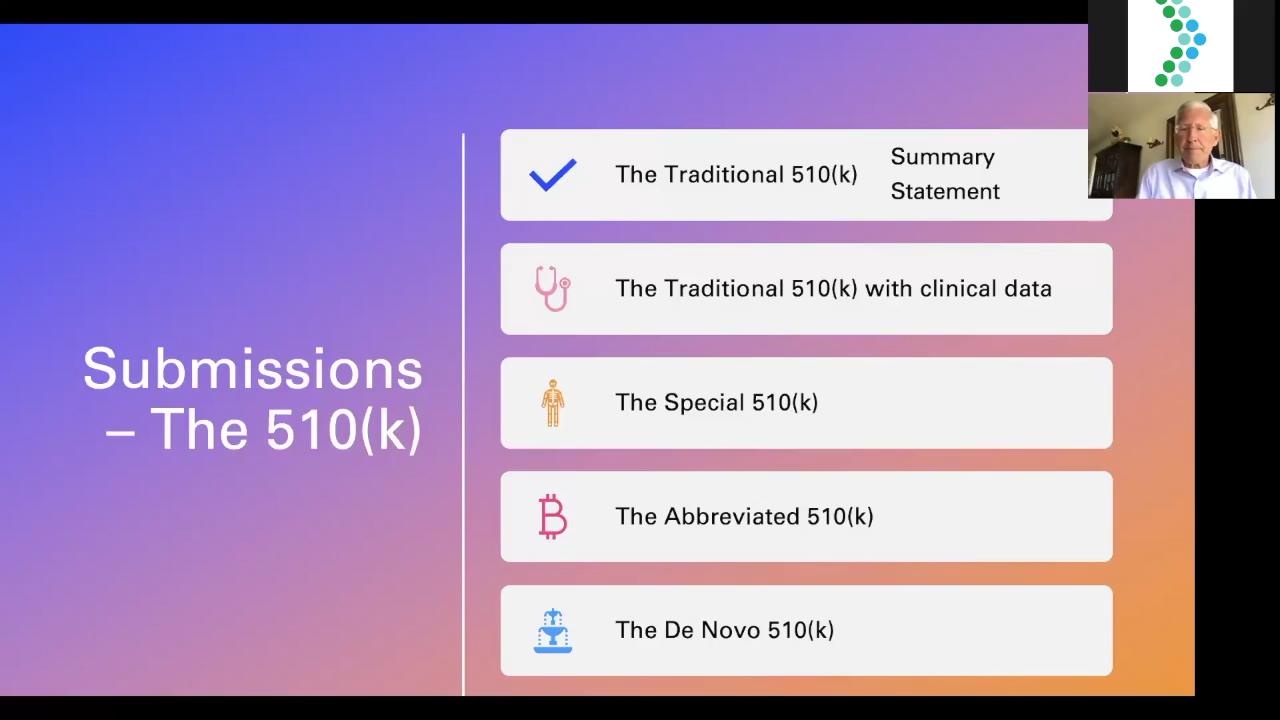 Submissions
– The 510(k)
The Traditional 510(k)
Summary
Statement
The Traditional 510(k) with clinical data
The Special 510(k)
The Abbreviated 510(k)
The De Novo 510(k)